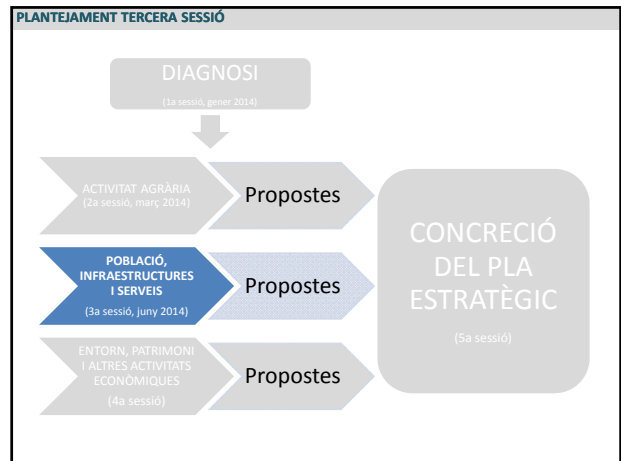 PLANTEJAMENT TERCERA SESSIÓ
DIAGNOSI
(1a sessió, gener 2014)
ACTIVITAT AGRÀRIA
(2a sessió, març 2014)
Propostes
POBLACIÓ,
INFRAESTRUCTURES
I SERVEIS
(3a sessió, juny 2014)
Propostes
ENTORN, PATRIMONI
I ALTRES ACTIVITATS
ECONÒMIQUES
(4a sessió)
Propostes
CONCRECIÓ
DEL PLA
ESTRATÈGIC
(5a sessió)